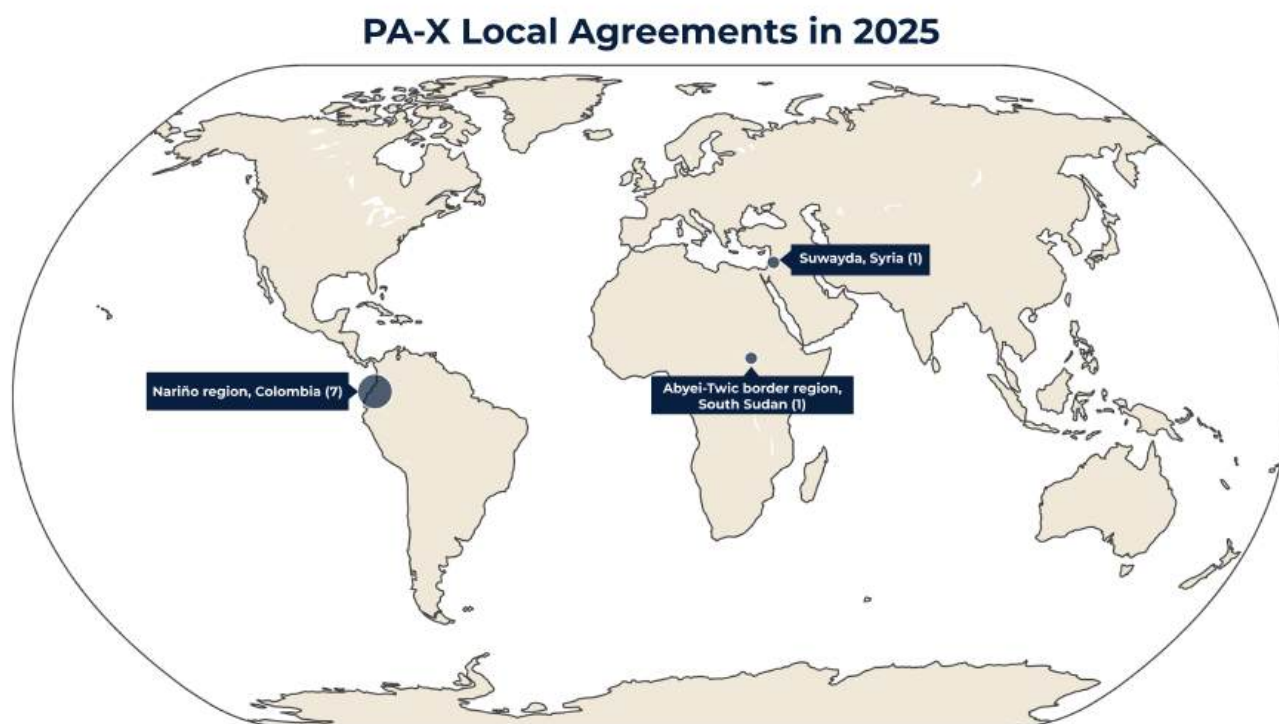 PA-X Local Agreements in 2025
Suwayda, Syria (1)
Nariño region, Colombia (7)
Abyei-Twic border region,
South Sudan (1)